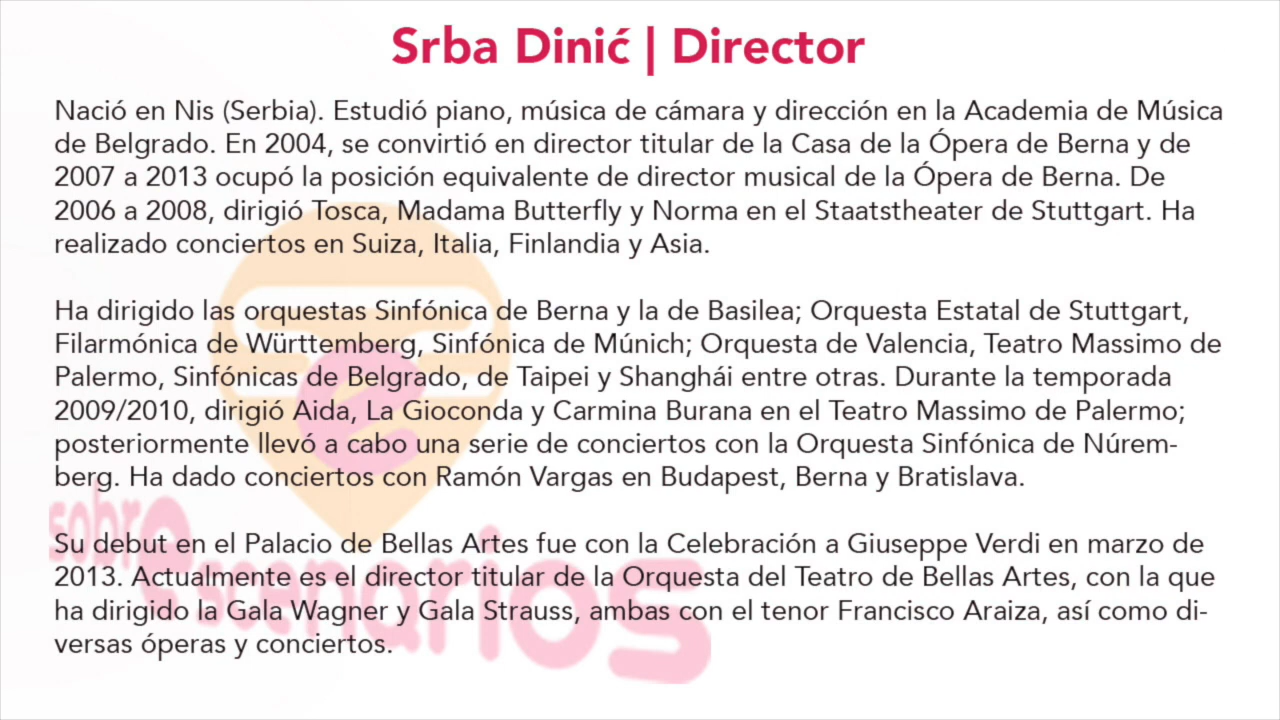 Srba Dinić | Director
Nació en Nis (Serbia). Estudió piano, música de cámara y dirección en la Academia de Música
de Belgrado. En 2004, se convirtió en director titular de la Casa de la Ópera de Berna y de
2007 a 2013 ocupó la posición equivalente de director musical de la Ópera de Berna. De
2006 a 2008, dirigió Tosca, Madama Butterfly y Norma en el Staatstheater de Stuttgart. Ha
realizado conciertos en Suiza, Italia, Finlandia y Asia.
Ha dirigido las orquestas Sinfónica de Berna y la de Basilea; Orquesta Estatal de Stuttgart,
Filarmónica de Württemberg, Sinfónica de Múnich; Orquesta de Valencia, Teatro Massimo de
Palermo, Sinfónicas de Belgrado, de Taipei y Shanghái entre otras. Durante la temporada
2009/2010, dirigió Aida, La Gioconda y Carmina Burana en el Teatro Massimo de Palermo;
posteriormente llevó a cabo una serie de conciertos con la Orquesta Sinfónica de Núrem-
berg. Ha dado conciertos con Ramón Vargas en Budapest, Berna y Bratislava.
Su debut en el Palacio de Bellas Artes fue con la Celebración a Giuseppe Verdi en marzo de
2013. Actualmente es el director titular de la Orquesta del Teatro de Bellas Artes, con la que
ha dirigido la Gala Wagner y Gala Strauss, ambas con el tenor Francisco Araiza, así como di-
versas óperas y conciertos.
sobre escenarios